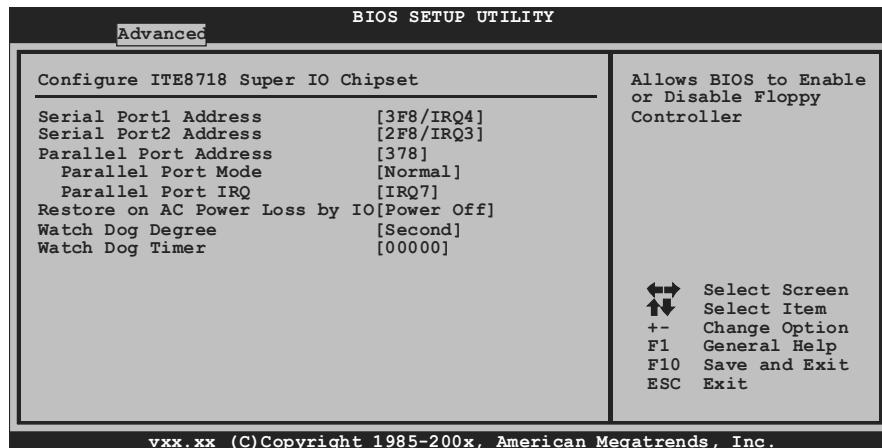 BIOS SETUP UTILITY
Advanced
Configure ITE8718 Super IO Chipset
Serial Port1 Address [3F8/IRQ4]
Serial Port2 Address [2F8/IRQ3]
Parallel Port Address [378]
Parallel Port Mode [Normal]
Parallel Port IRQ [IRQ7]
Restore on AC Power Loss by IO[Power Off]
Watch Dog Degree [Second]
Watch Dog Timer [00000]
Allows BIOS to Enable
or Disable Floppy
Controller
Select Screen
Select Item
+- Change Option
F1 General Help
F10 Save and Exit
ESC Exit
vxx.xx (C)Copyright 1985-200x, American Megatrends, Inc.